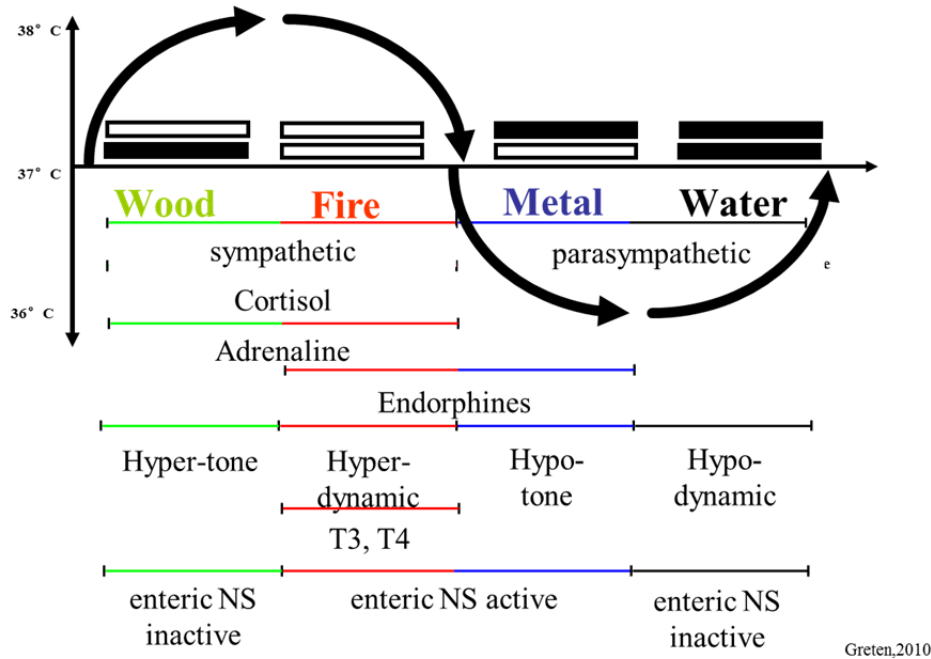 38° C
37° C
Wood Fire Metal Water
sympathetic parasympathetic
e
36° C
Cortisol
Adrenaline
Endorphines
Hyper-tone Hyper- Hypo- Hypo-
dynamic tone dynamic
T3, T4
enteric NS enteric NS active enteric NS
inactive inactive
Greten,2010